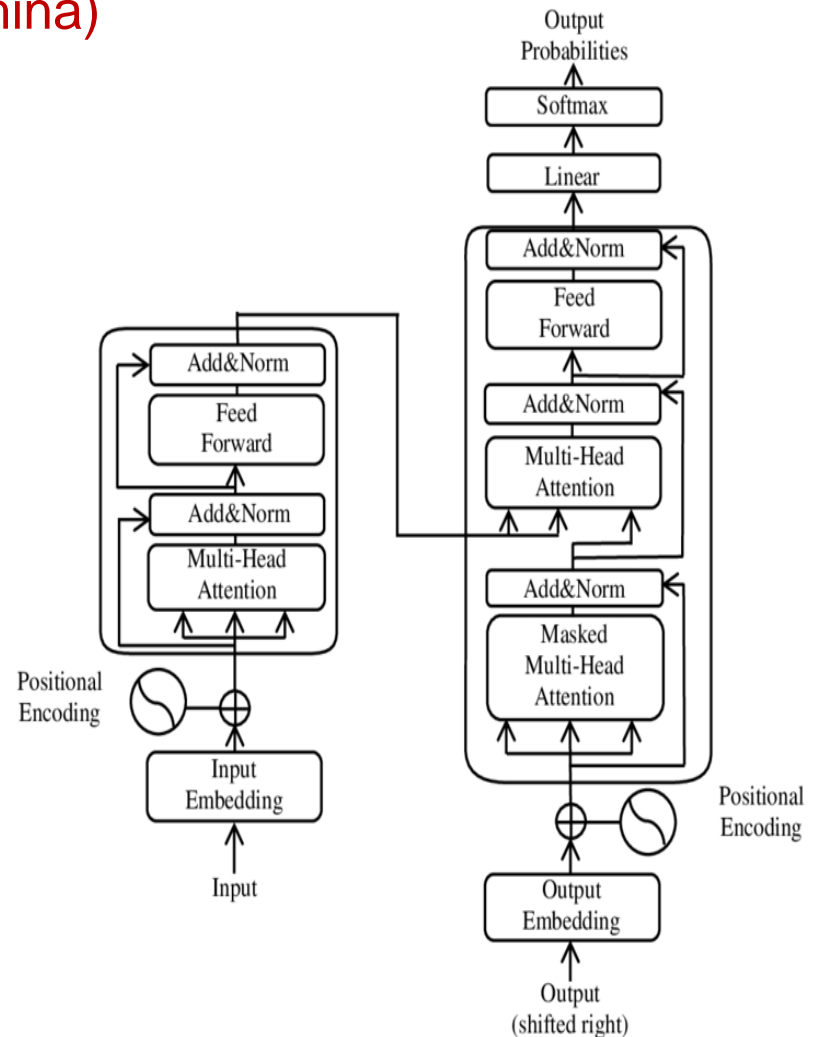 hina)
Output
Probabilities
Softmax
Linear
Add&Norm
Feed
Forward
Add&Norm
Multi-Head
Attention
Add&Norm
Masked
Multi-Head
Attention
Positional
Encoding
Output
Embedding
Output
(shifted right)
Add&Norm
Feed
Forward
Add&Norm
Multi-Head
Attention
Positional
Encoding
Input
Embedding
Input